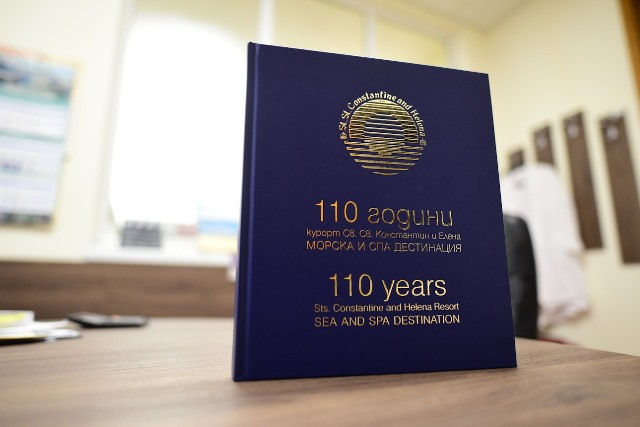 St. St. Constantine and Helena
110 години
курорт Св. Св. Константин и Елена
МОРСКА И СПА ДЕСТИНАЦИЯ
110 years
Sts. Constantine and Helena Resort
SEA AND SPA DESTINATION